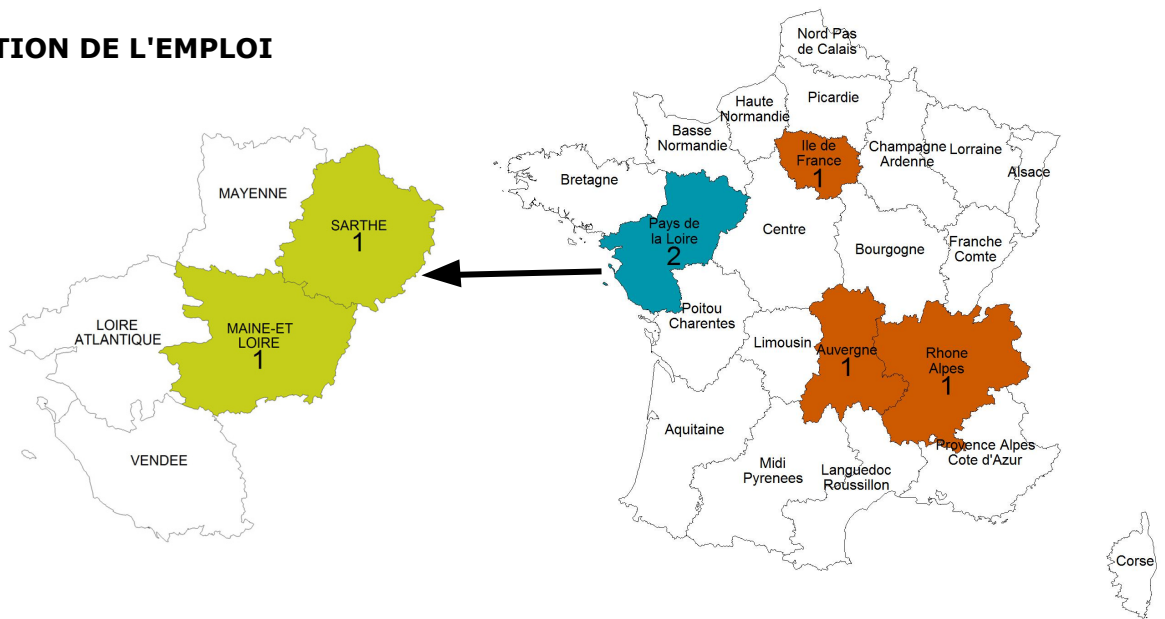 TION DE L'EMPLOI
MAYENNE
SARTHE
1
LOIRE
ATLANTIQUE
MAINE-ET
LOIRE
1
VENDEE
Nord Pas
de Calais
Picardie
Haute
Normandie
Basse
Normandie
Ile de
France
1
Champagne
Ardenne
Lorraine
Alsace
Bretagne
Pays de
la Loire
2
Centre
Bourgogne
Franche
Comte
Poitou
Charentes
Limousin
Auvergne
1
Rhone
Alpes
1
Aquitaine
Midi
Pyrenees
Languedoc
Roussillon
Provence Alpes
Cote d'Azur
Corse